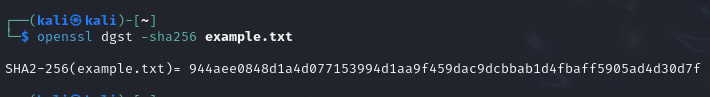 ┌──(kali㉿kali)-[~]
└─$ openssl dgst -sha256 example.txt
SHA2-256(example.txt)= 944aee0848d1a4d077153994d1aa9f459dac9dcbbab1d4fbaff5905ad4d30d7f